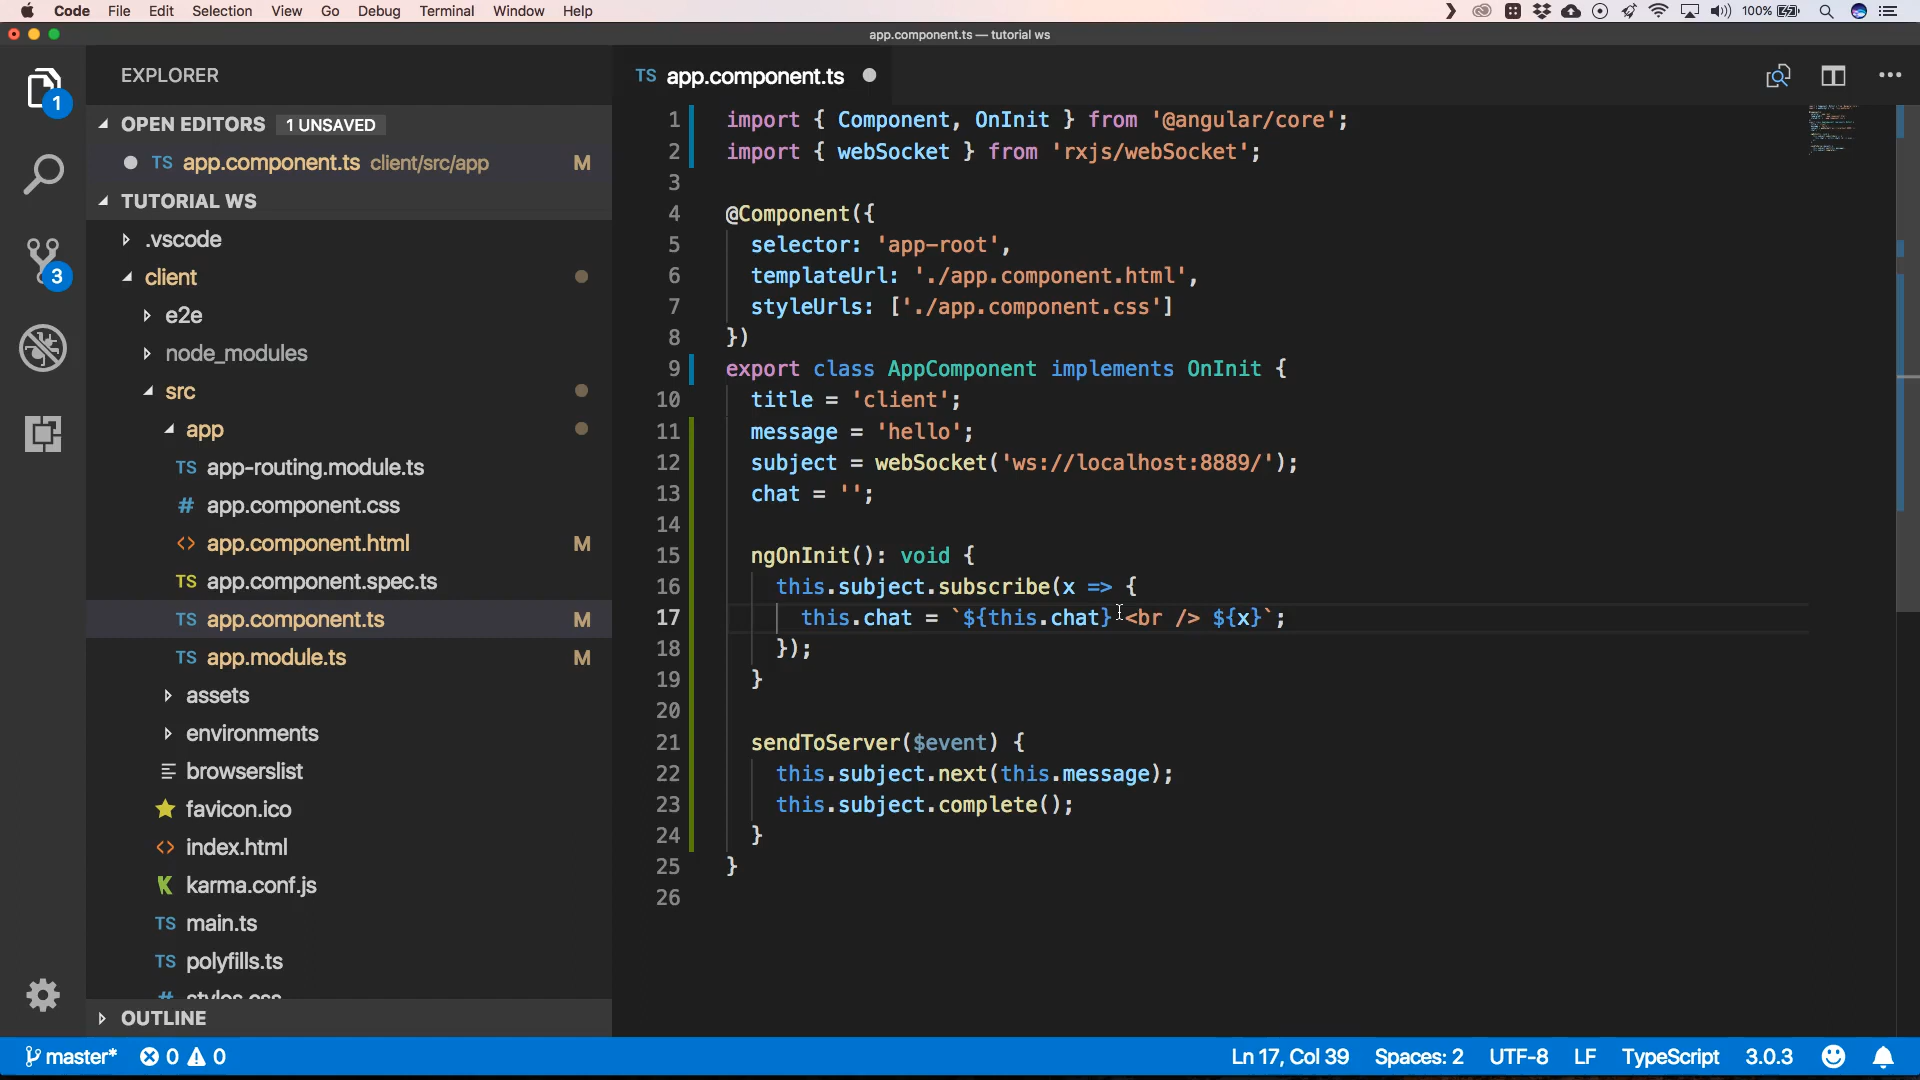 Code File Edit Selection View Go Debug Terminal Window Help 100%
app.component.ts — tutorial ws
EXPLORER
1
3
OPEN EDITORS 1 UNSAVED
TS app.component.ts client/src/app M
TUTORIAL WS
.vscode
client
e2e
node_modules
src
app
TS app-routing.module.ts
# app.component.css
<> app.component.html M
TS app.component.spec.ts
TS app.component.ts M
TS app.module.ts M
assets
environments
browserslist
favicon.ico
<> index.html
K karma.conf.js
TS main.ts
TS polyfills.ts
# styles.css
OUTLINE
TS app.component.ts
1 import { Component, OnInit } from '@angular/core';
2 import { webSocket } from 'rxjs/webSocket';
3
4 @Component({
5 selector: 'app-root',
6 templateUrl: './app.component.html',
7 styleUrls: ['./app.component.css']
8 })
9 export class AppComponent implements OnInit {
10 title = 'client';
11 message = 'hello';
12 subject = webSocket('ws://localhost:8889/');
13 chat = '';
14
15 ngOnInit(): void {
16 this.subject.subscribe(x => {
17 this.chat = `${this.chat} <br /> ${x}`;
18 });
19 }
20
21 sendToServer($event) {
22 this.subject.next(this.message);
23 this.subject.complete();
24 }
25 }
26
master* 0 0 Ln 17, Col 39 Spaces: 2 UTF-8 LF TypeScript 3.0.3